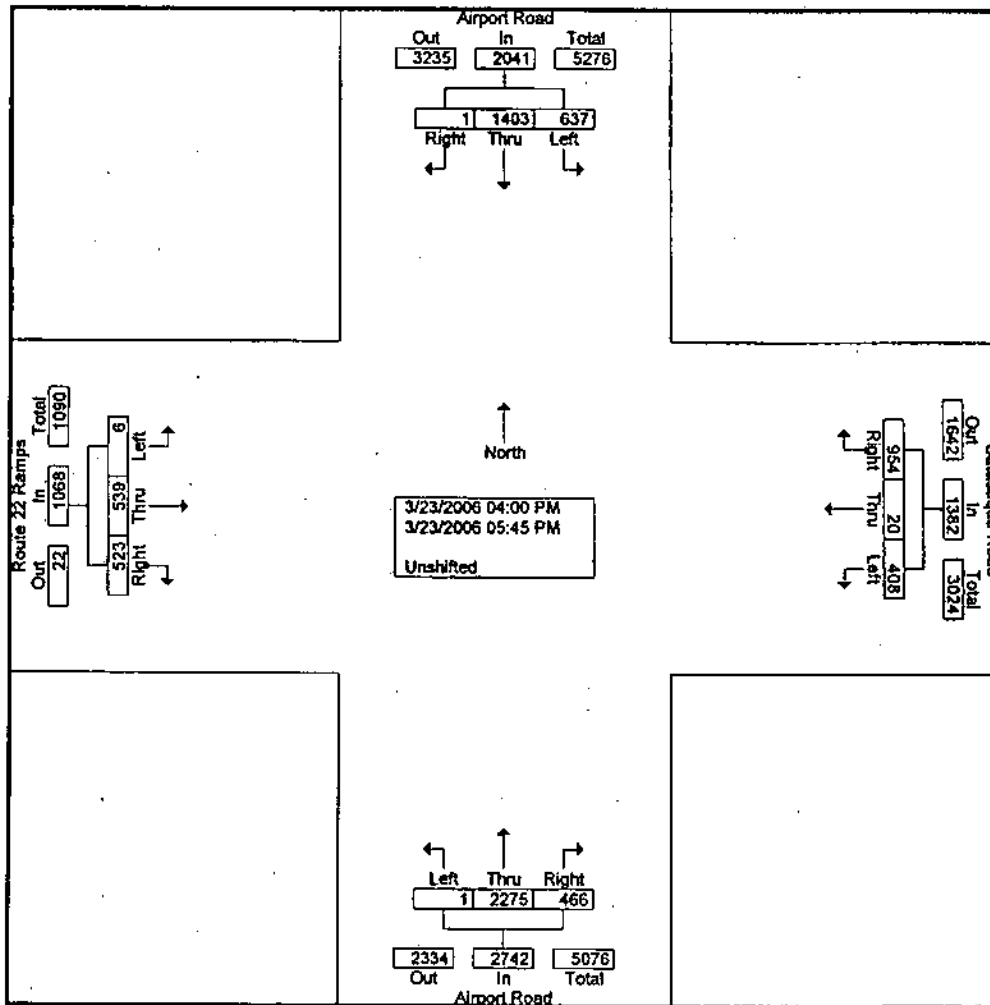 Airport Road
Out In Total
3235 2041 5276
1 1403 637
Right Thru Left
Route 22 Ramps
Total In Out
1090 1068 22
6 539 523
Left Thru Right
North
3/23/2006 04:00 PM
3/23/2006 05:45 PM
Unshifted
Right Thru Left
954 20 408
1642 1382 3024
Out In Total
Left Thru Right
1 2275 466
2334 2742 5076
Out In Total
Airport Road